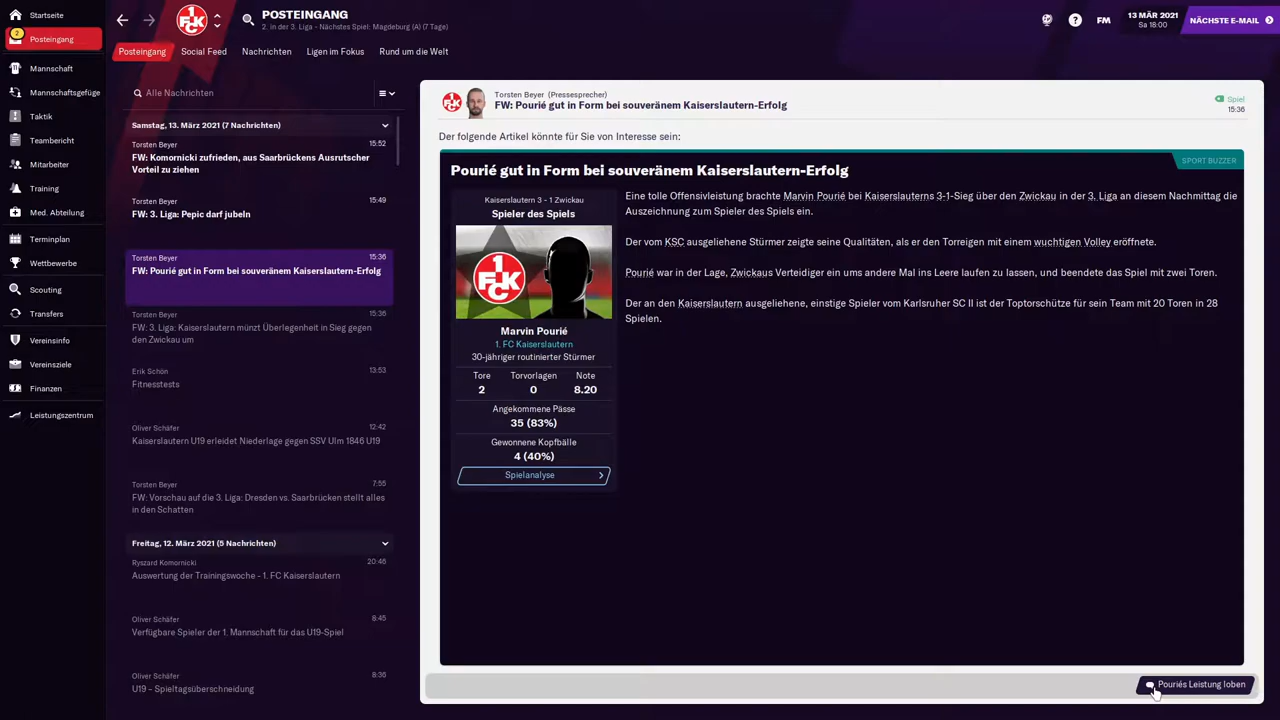 Startseite
2
Posteingang
Mannschaft
Mannschaftsgefüge
Taktik
Teambericht
Mitarbeiter
Training
Med. Abteilung
Terminplan
Wettbewerbe
Scouting
Transfers
Vereinsinfo
Vereinsziele
Finanzen
Leistungszentrum
POSTEINGANG
2. in der 3. Liga - Nächstes Spiel: Magdeburg (A) (7 Tage)
?
FM
13 MÄR 2021
Sa 18:00
NÄCHSTE E-MAIL
Posteingang
Social Feed
Nachrichten
Ligen im Fokus
Rund um die Welt
Alle Nachrichten
Samstag, 13. März 2021 (7 Nachrichten)
Torsten Beyer
15:52
FW: Komornicki zufrieden, aus Saarbrückens Ausrutscher
Vorteil zu ziehen
Torsten Beyer
15:49
FW: 3. Liga: Pepic darf jubeln
Torsten Beyer
15:36
FW: Pourié gut in Form bei souveränem Kaiserslautern-Erfolg
Torsten Beyer
15:36
FW: 3. Liga: Kaiserslautern münzt Überlegenheit in Sieg gegen
den Zwickau um
Erik Schön
13:53
Fitnesstests
Oliver Schäfer
12:42
Kaiserslautern U19 erleidet Niederlage gegen SSV Ulm 1846 U19
Torsten Beyer
7:55
FW: Vorschau auf die 3. Liga: Dresden vs. Saarbrücken stellt alles
in den Schatten
Freitag, 12. März 2021 (5 Nachrichten)
Ryszard Komornicki
20:46
Auswertung der Trainingswoche - 1. FC Kaiserslautern
Oliver Schäfer
8:45
Verfügbare Spieler der 1. Mannschaft für das U19-Spiel
Oliver Schäfer
8:36
U19 – Spieltagsüberschneidung
Torsten Beyer (Pressesprecher)
FW: Pourié gut in Form bei souveränem Kaiserslautern-Erfolg
Spiel
15:36
Der folgende Artikel könnte für Sie von Interesse sein:
SPORT BUZZER
Pourié gut in Form bei souveränem Kaiserslautern-Erfolg
Kaiserslautern 3 - 1 Zwickau
Spieler des Spiels
1.FCK
Marvin Pourié
1. FC Kaiserslautern
30-jähriger routinierter Stürmer
Tore Torvorlagen Note
2 0 8.20
Angekommene Pässe
35 (83%)
Gewonnene Kopfbälle
4 (40%)
Spielanalyse
Eine tolle Offensivleistung brachte Marvin Pourié bei Kaiserslauterns 3-1-Sieg über den Zwickau in der 3. Liga an diesem Nachmittag die
Auszeichnung zum Spieler des Spiels ein.
Der vom KSC ausgeliehene Stürmer zeigte seine Qualitäten, als er den Torreigen mit einem wuchtigen Volley eröffnete.
Pourié war in der Lage, Zwickaus Verteidiger ein ums andere Mal ins Leere laufen zu lassen, und beendete das Spiel mit zwei Toren.
Der an den Kaiserslautern ausgeliehene, einstige Spieler vom Karlsruher SC II ist der Toptorschütze für sein Team mit 20 Toren in 28
Spielen.
Pouriés Leistung loben